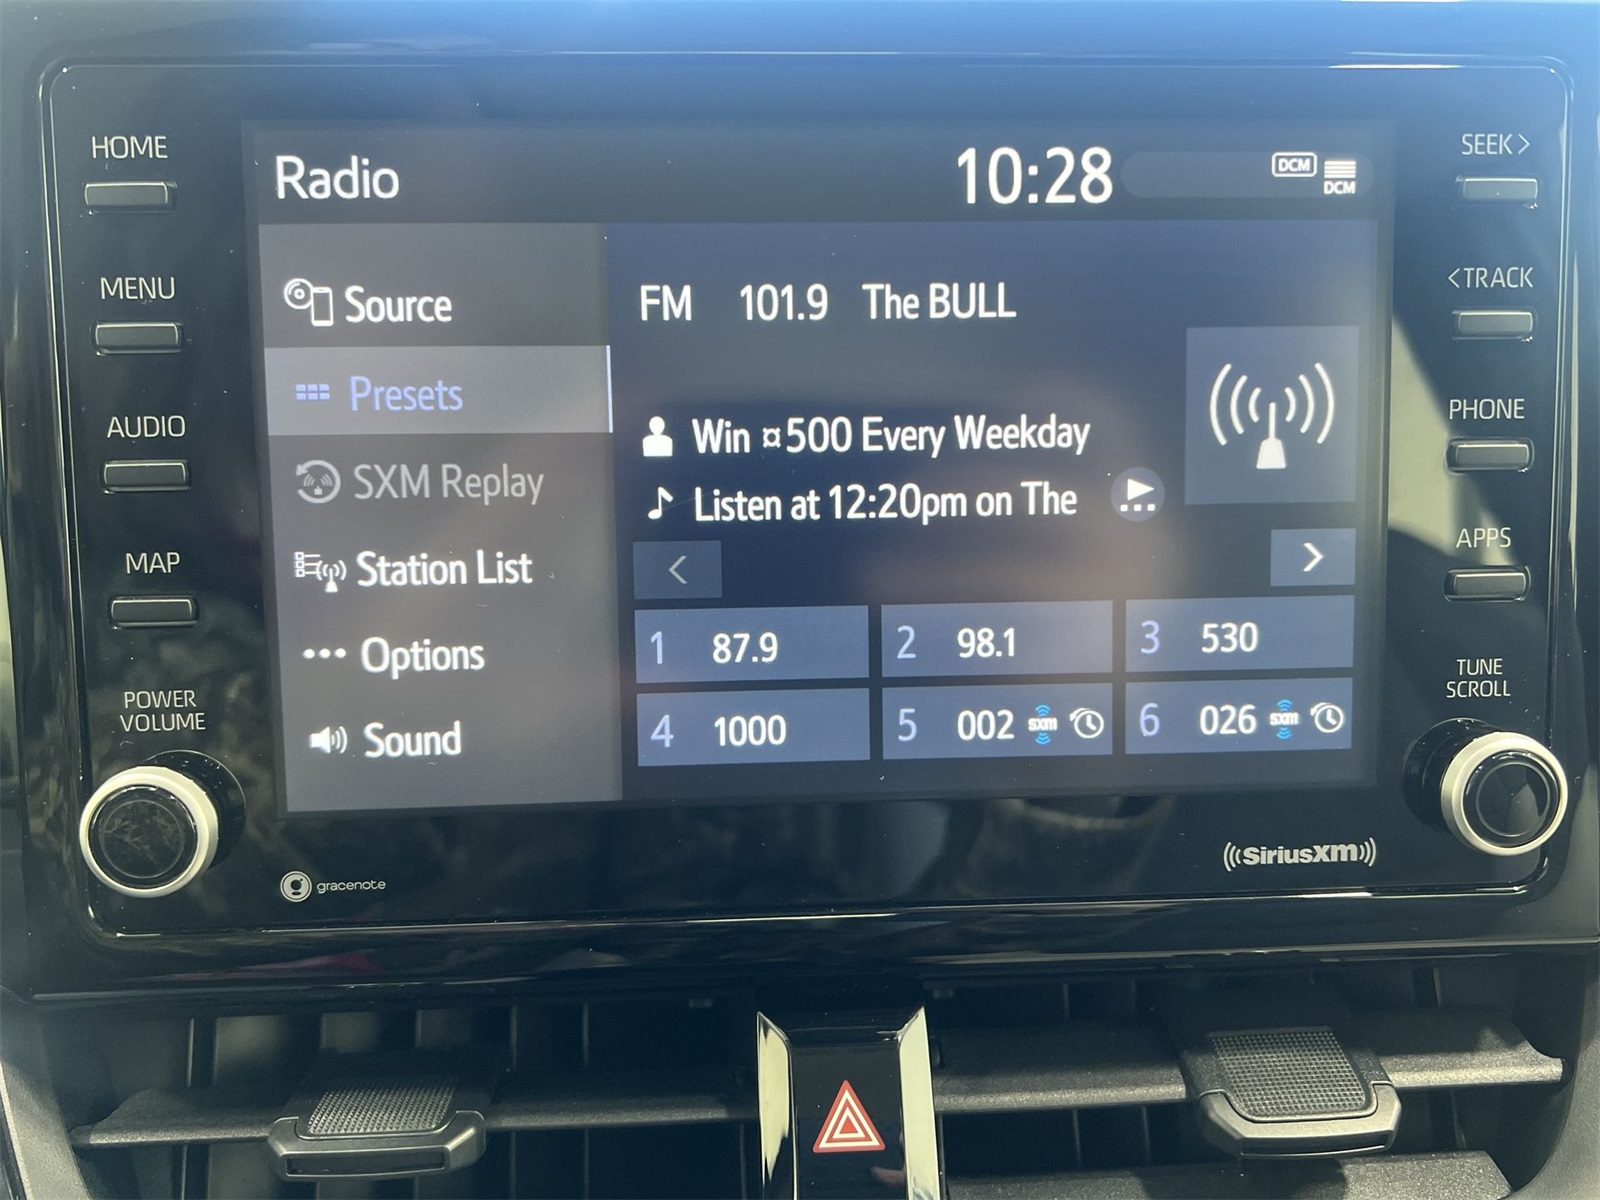 HOME
MENU
AUDIO
MAP
POWER
VOLUME
Radio
10:28
DCM
DCM
Source
Presets
SXM Replay
Station List
Options
Sound
FM 101.9 The BULL
Win ¤500 Every Weekday
Listen at 12:20pm on The
1 87.9
2 98.1
3 530
4 1000
5 002 sxm
6 026 sxm
SEEK>
<TRACK
PHONE
APPS
TUNE
SCROLL
gracenote
SiriusXM